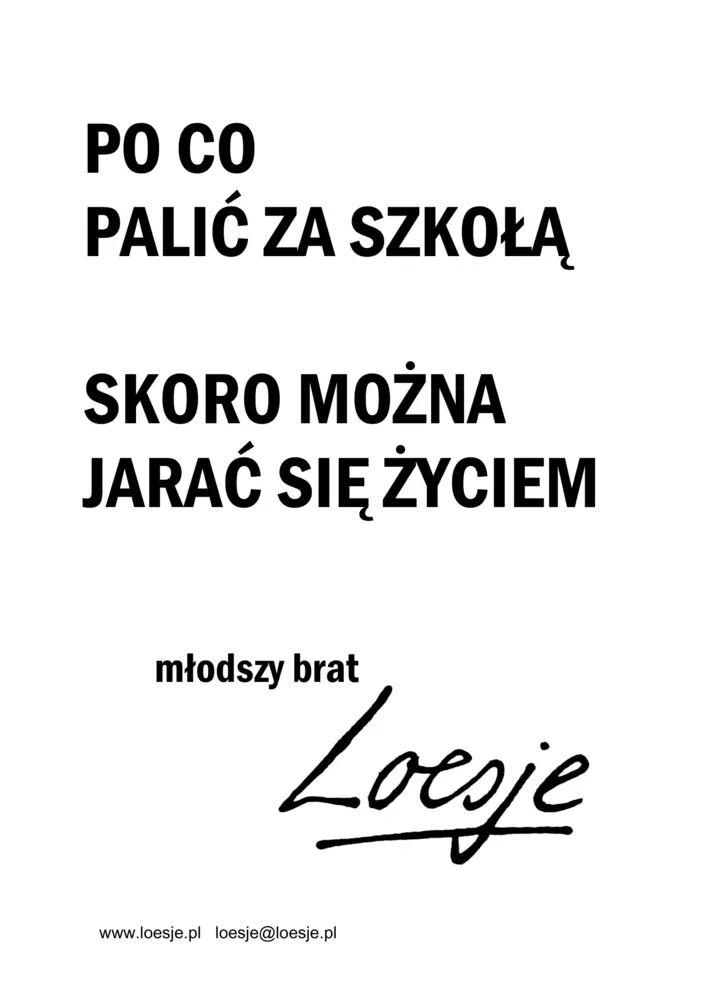 PO CO
PALIĆ ZA SZKOŁĄ
SKORO MOŻNA
JARAĆ SIĘ ŻYCIEM
młodszy brat
Loesje
www.loesje.pl loesje@loesje.pl